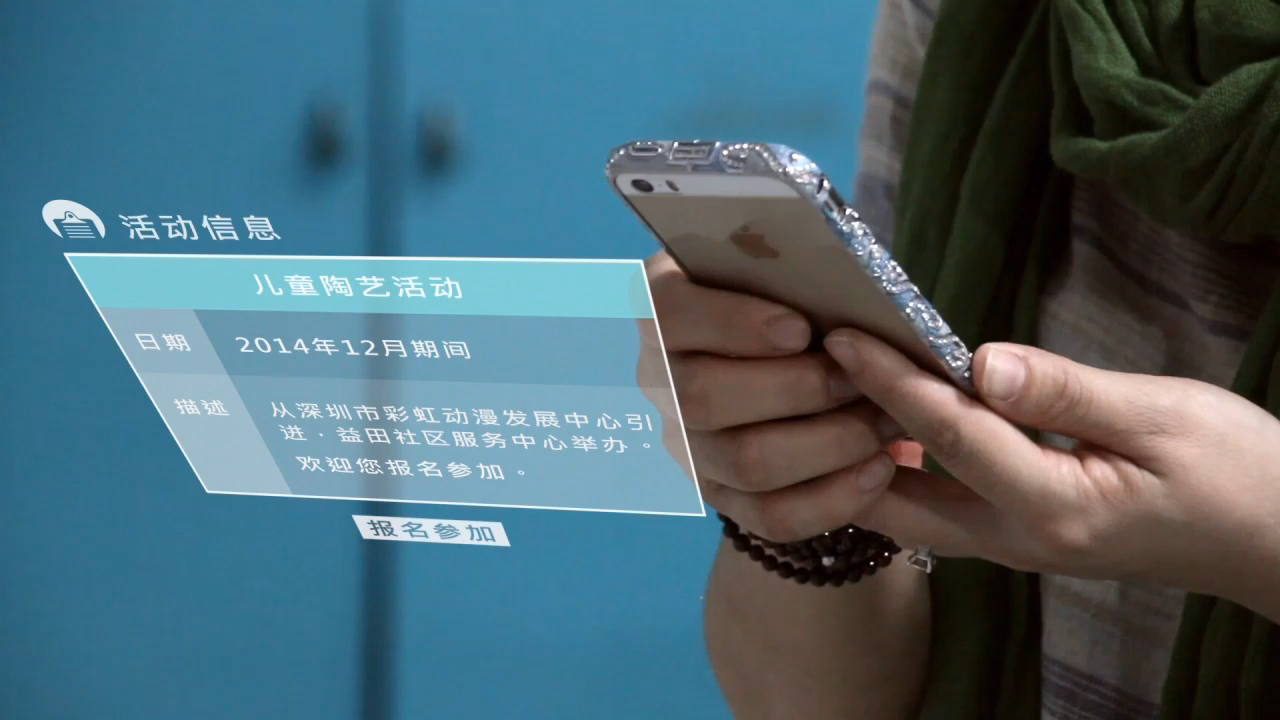 活动信息
儿童陶艺活动
日期
2014年12月期间
描述
从深圳市彩虹动漫发展中心引
进·益田社区服务中心举办。
欢迎您报名参加。
报名参加